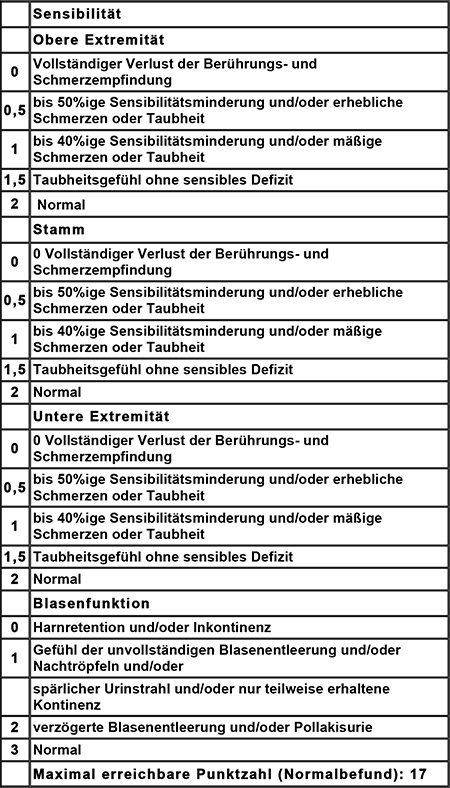 Sensibilität
Obere Extremität
0 Vollständiger Verlust der Berührungs- und
Schmerzempfindung
0,5 bis 50%ige Sensibilitätsminderung und/oder erhebliche
Schmerzen oder Taubheit
1 bis 40%ige Sensibilitätsminderung und/oder mäßige
Schmerzen oder Taubheit
1,5 Taubheitsgefühl ohne sensibles Defizit
2 Normal
Stamm
0 0 Vollständiger Verlust der Berührungs- und
Schmerzempfindung
0,5 bis 50%ige Sensibilitätsminderung und/oder erhebliche
Schmerzen oder Taubheit
1 bis 40%ige Sensibilitätsminderung und/oder mäßige
Schmerzen oder Taubheit
1,5 Taubheitsgefühl ohne sensibles Defizit
2 Normal
Untere Extremität
0 0 Vollständiger Verlust der Berührungs- und
Schmerzempfindung
0,5 bis 50%ige Sensibilitätsminderung und/oder erhebliche
Schmerzen oder Taubheit
1 bis 40%ige Sensibilitätsminderung und/oder mäßige
Schmerzen oder Taubheit
1,5 Taubheitsgefühl ohne sensibles Defizit
2 Normal
Blasenfunktion
0 Harnretention und/oder Inkontinenz
1 Gefühl der unvollständigen Blasenentleerung und/oder
Nachtröpfeln und/oder
spärlicher Urinstrahl und/oder nur teilweise erhaltene
Kontinenz
2 verzögerte Blasenentleerung und/oder Pollakisurie
3 Normal
Maximal erreichbare Punktzahl (Normalbefund): 17